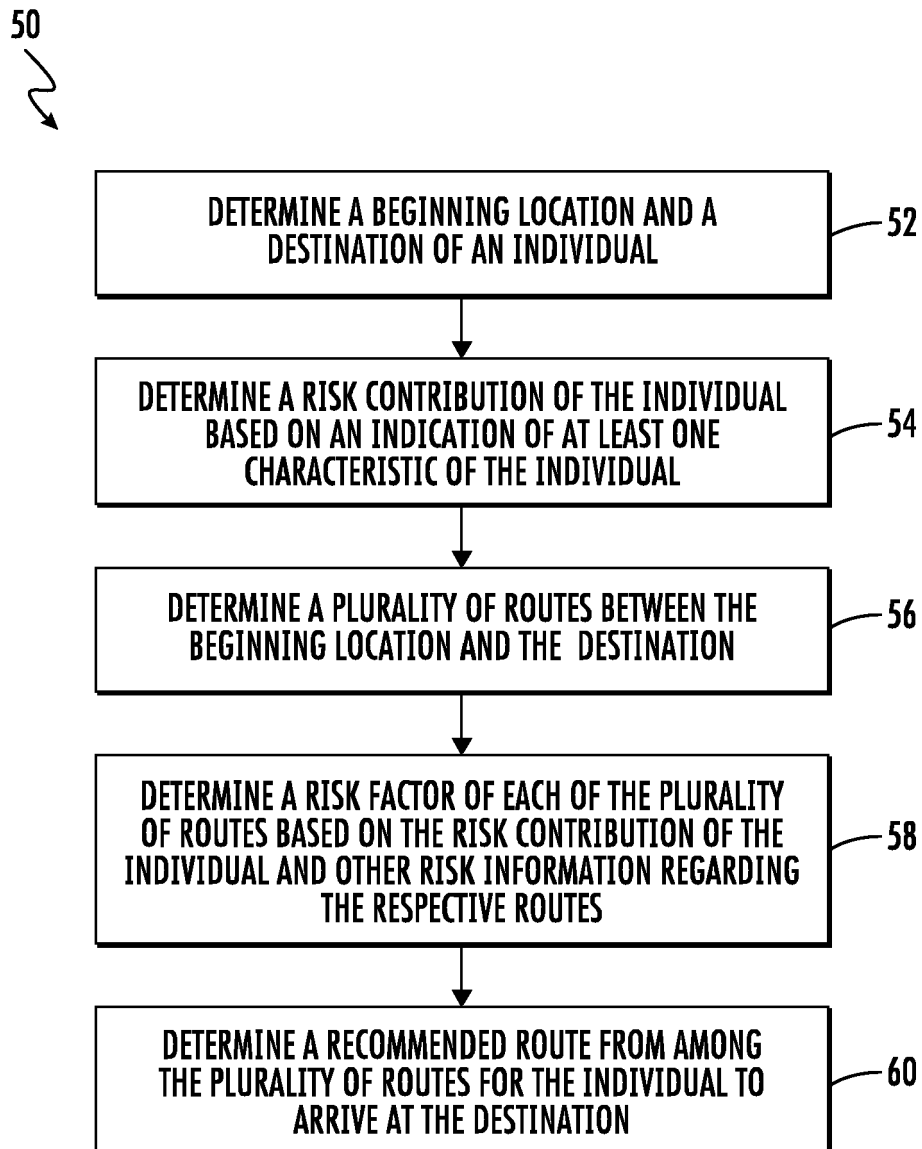 50
DETERMINE A BEGINNING LOCATION AND A
DESTINATION OF AN INDIVIDUAL
52
DETERMINE A RISK CONTRIBUTION OF THE INDIVIDUAL
BASED ON AN INDICATION OF AT LEAST ONE
CHARACTERISTIC OF THE INDIVIDUAL
54
DETERMINE A PLURALITY OF ROUTES BETWEEN THE
BEGINNING LOCATION AND THE DESTINATION
56
DETERMINE A RISK FACTOR OF EACH OF THE PLURALITY
OF ROUTES BASED ON THE RISK CONTRIBUTION OF THE
INDIVIDUAL AND OTHER RISK INFORMATION REGARDING
THE RESPECTIVE ROUTES
58
DETERMINE A RECOMMENDED ROUTE FROM AMONG
THE PLURALITY OF ROUTES FOR THE INDIVIDUAL TO
ARRIVE AT THE DESTINATION
60